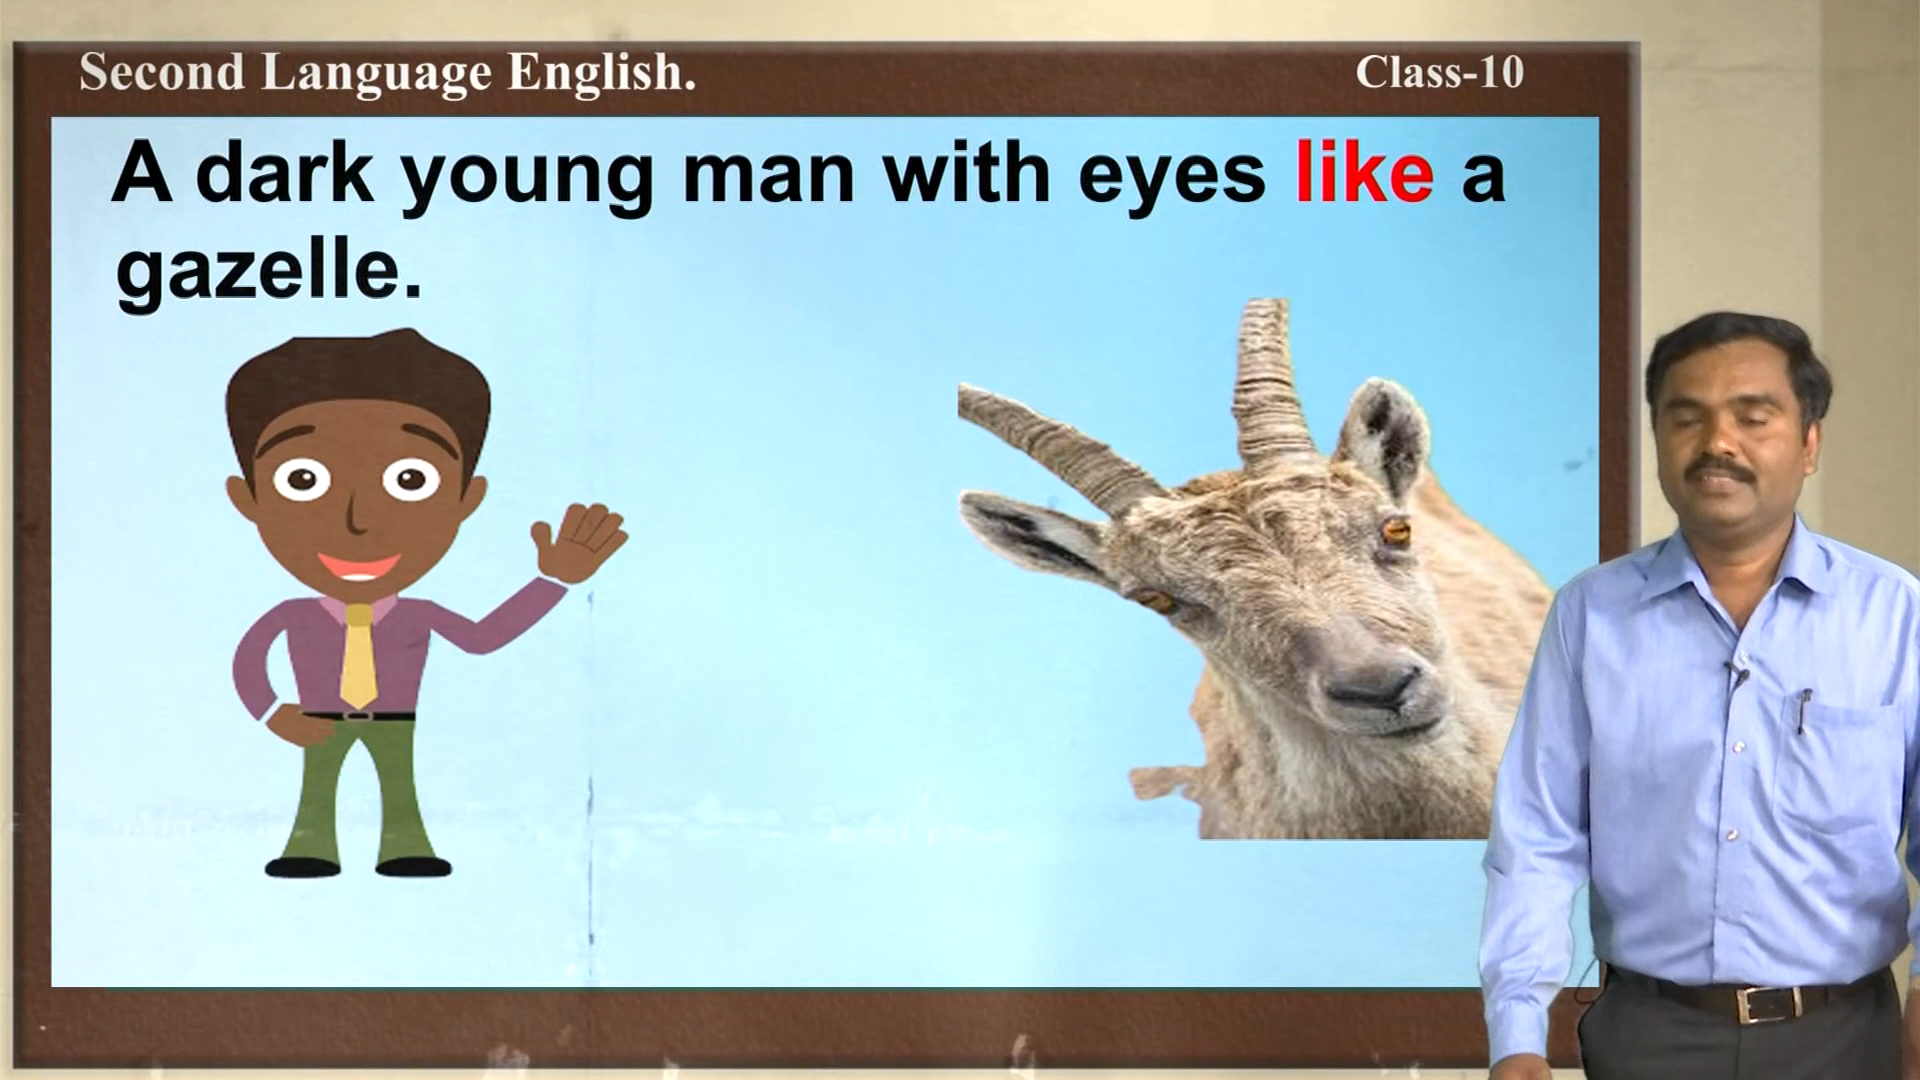 Second Language English.
Class-10
A dark young man with eyes like a
gazelle.